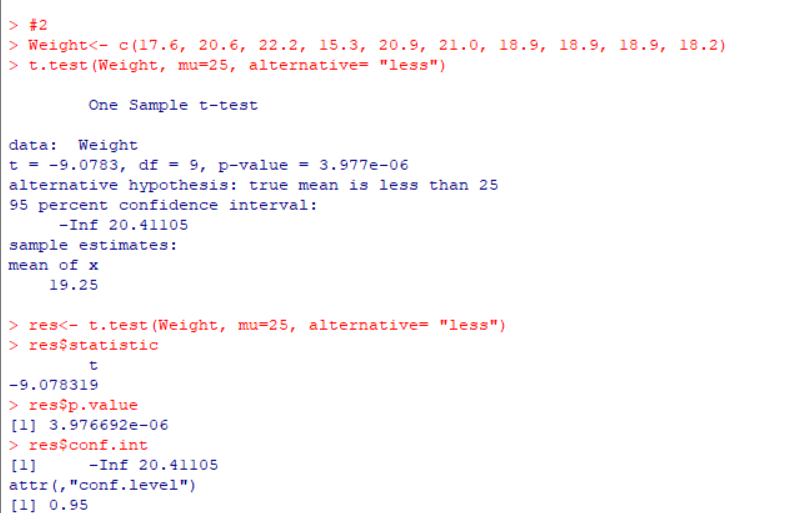 > #2
> Weight<- c(17.6, 20.6, 22.2, 15.3, 20.9, 21.0, 18.9, 18.9, 18.9, 18.2)
> t.test(Weight, mu=25, alternative= "less")
One Sample t-test
data:  Weight
t = -9.0783, df = 9, p-value = 3.977e-06
alternative hypothesis: true mean is less than 25
95 percent confidence interval:
-Inf 20.41105
sample estimates:
mean of x
19.25
> res<- t.test(Weight, mu=25, alternative= "less")
> res$statistic
t
-9.078319
> res$p.value
[1] 3.976692e-06
> res$conf.int
[1]     -Inf 20.41105
attr(,"conf.level")
[1] 0.95